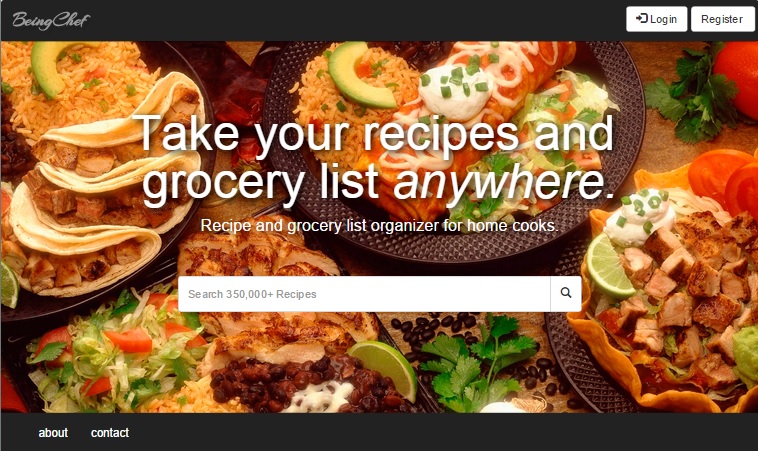 BeingChef
Login
Register
Take your recipes and
grocery list anywhere.
Recipe and grocery list organizer for home cooks.
Search 350,000+ Recipes
about
contact